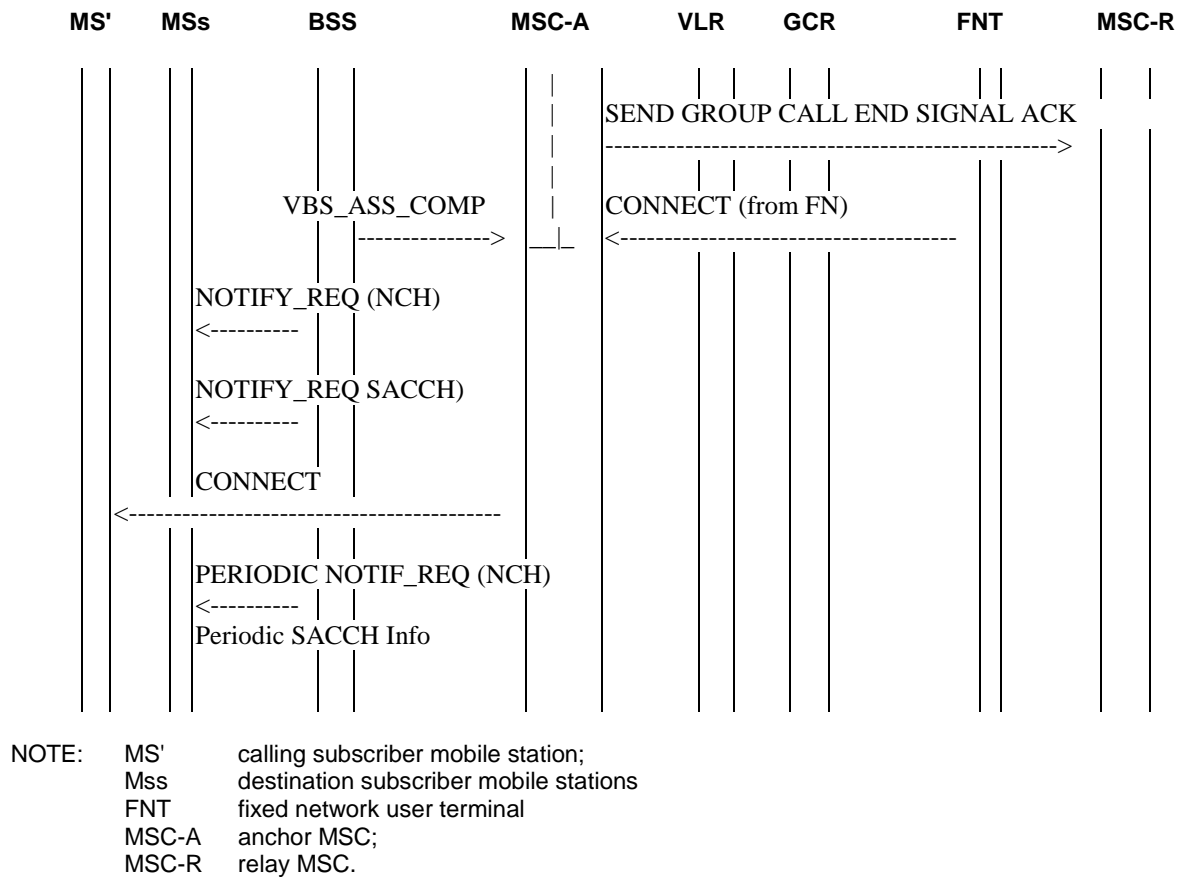 MS' MSs BSS MSC-A VLR GCR FNT MSC-R
SEND GROUP CALL END SIGNAL ACK
VBS_ASS_COMP CONNECT (from FN)
NOTIFY_REQ (NCH)
NOTIFY_REQ SACCH)
CONNECT
PERIODIC NOTIF_REQ (NCH)
Periodic SACCH Info
NOTE: MS' calling subscriber mobile station;
Mss destination subscriber mobile stations
FNT fixed network user terminal
MSC-A anchor MSC;
MSC-R relay MSC.